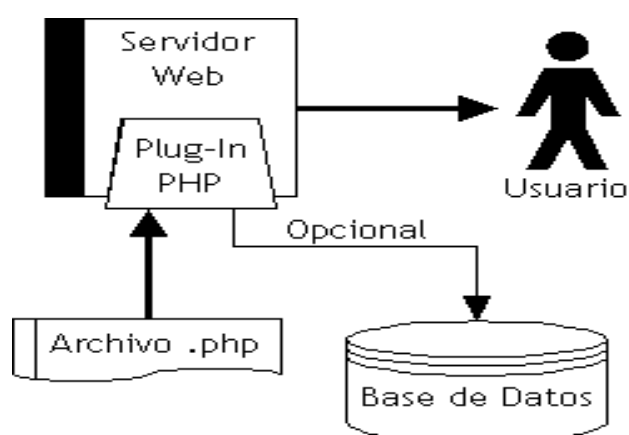 Servidor
Web
Plug-In
PHP
Usuario
Opcional
Archivo .php
Base de Datos